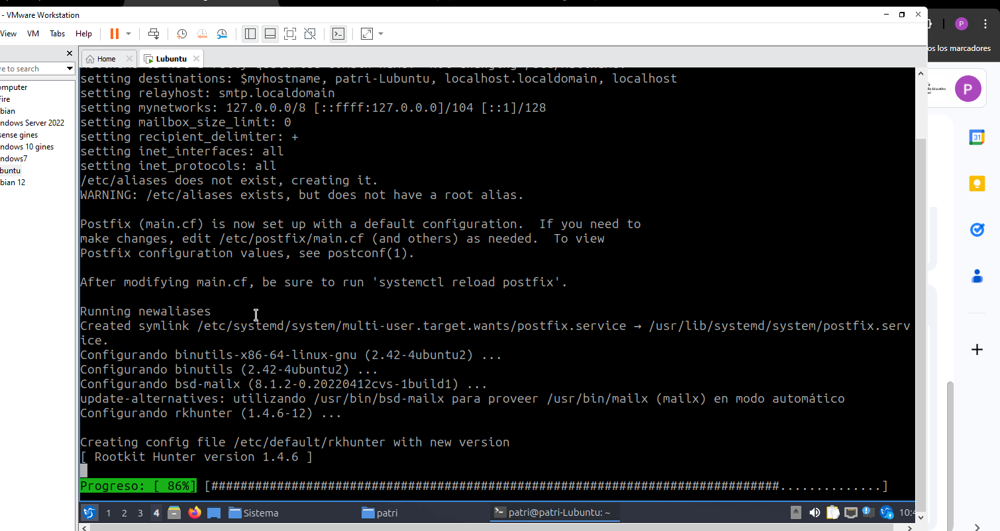 - VMware Workstation
View VM Tabs Help
re to search
Home
Lubuntu
os los marcadores
omputer
Fire
bian
ndows Server 2022
sense gines
ndows 10 gines
ndows7
buntu
bian 12
setting destinations: $myhostname, patri-Lubuntu, localhost.localdomain, localhost
setting relayhost: smtp.localdomain
setting mynetworks: 127.0.0.0/8 [::ffff:127.0.0.0]/104 [::1]/128
setting mailbox_size_limit: 0
setting recipient_delimiter: +
setting inet_interfaces: all
setting inet_protocols: all
/etc/aliases does not exist, creating it.
WARNING: /etc/aliases exists, but does not have a root alias.
Postfix (main.cf) is now set up with a default configuration.  If you need to
make changes, edit /etc/postfix/main.cf (and others) as needed.  To view
Postfix configuration values, see postconf(1).
After modifying main.cf, be sure to run 'systemctl reload postfix'.
Running newaliases
Created symlink /etc/systemd/system/multi-user.target.wants/postfix.service → /usr/lib/systemd/system/postfix.serv
ice.
Configurando binutils-x86-64-linux-gnu (2.42-4ubuntu2) ...
Configurando binutils (2.42-4ubuntu2) ...
Configurando bsd-mailx (8.1.2-0.20220412cvs-1build1) ...
update-alternatives: utilizando /usr/bin/bsd-mailx para proveer /usr/bin/mailx (mailx) en modo automático
Configurando rkhunter (1.4.6-12) ...
Creating config file /etc/default/rkhunter with new version
[ Rootkit Hunter version 1.4.6 ]
Progreso: [ 86%] [##############################################################################..............]
1 2 3 4 Sistema patri patri@patri-Lubuntu: ~ 10:4
P
P
31